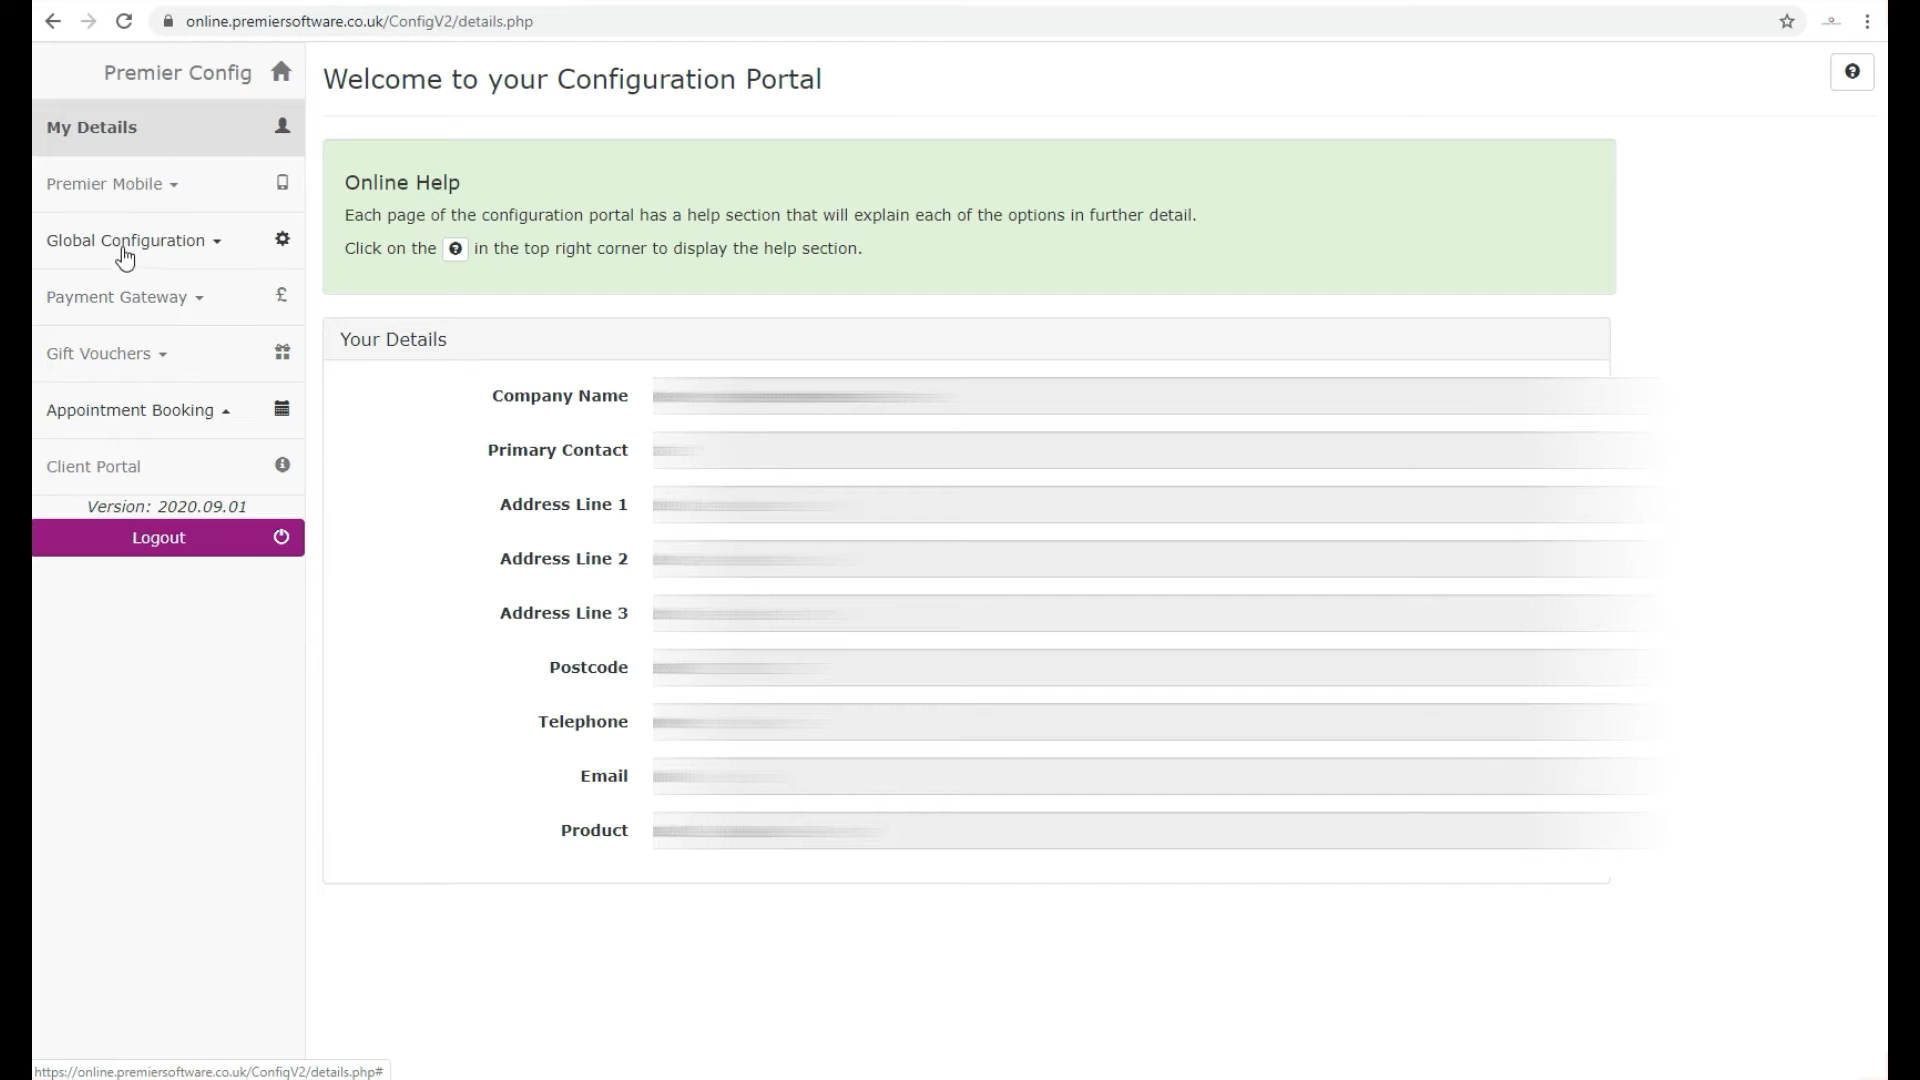 online.premiersoftware.co.uk/ConfigV2/details.php
Premier Config
Welcome to your Configuration Portal
My Details
Premier Mobile
Global Configuration
Payment Gateway
£
Gift Vouchers
Appointment Booking
Client Portal
Version: 2020.09.01
Logout
Online Help
Each page of the configuration portal has a help section that will explain each of the options in further detail.
Click on the ? in the top right corner to display the help section.
Your Details
Company Name
Primary Contact
Address Line 1
Address Line 2
Address Line 3
Postcode
Telephone
Email
Product
https://online.premiersoftware.co.uk/ConfigV2/details.php#